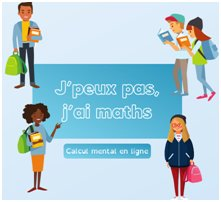 J'peux pas,
j'ai maths
Calcul mental en ligne